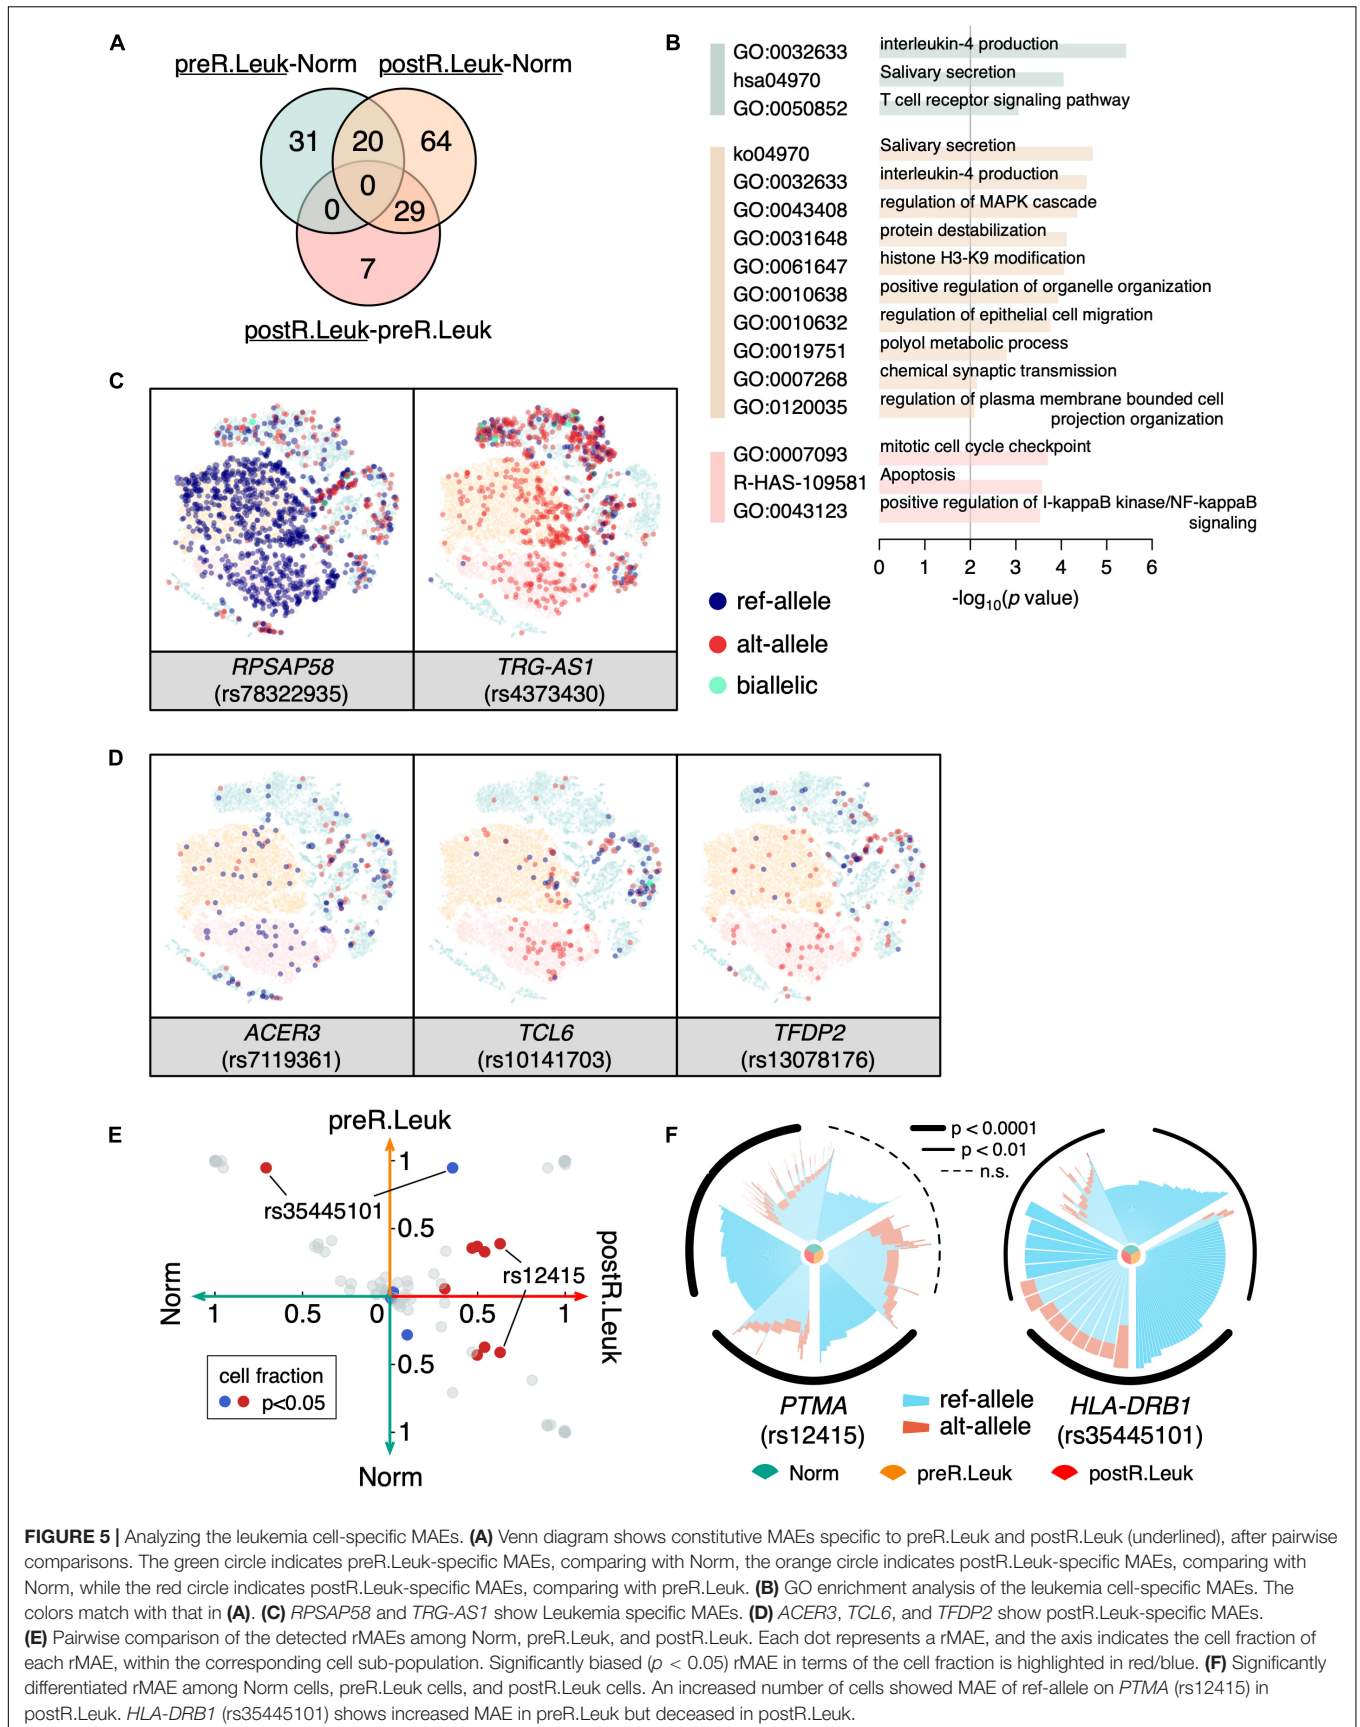 A
preR.Leuk-Norm postR.Leuk-Norm
31 20 64
0
0 29
7
postR.Leuk-preR.Leuk
B
GO:0032633 interleukin-4 production
hsa04970 Salivary secretion
GO:0050852 T cell receptor signaling pathway
ko04970 Salivary secretion
GO:0032633 interleukin-4 production
GO:0043408 regulation of MAPK cascade
GO:0031648 protein destabilization
GO:0061647 histone H3-K9 modification
GO:0010638 positive regulation of organelle organization
GO:0010632 regulation of epithelial cell migration
GO:0019751 polyol metabolic process
GO:0007268 chemical synaptic transmission
GO:0120035 regulation of plasma membrane bounded cell
projection organization
GO:0007093 mitotic cell cycle checkpoint
R-HAS-109581 Apoptosis
GO:0043123 positive regulation of I-kappaB kinase/NF-kappaB
signaling
0 1 2 3 4 5 6
-log10(p value)
C
RPSAP58
(rs78322935)
TRG-AS1
(rs4373430)
ref-allele
alt-allele
biallelic
D
ACER3
(rs7119361)
TCL6
(rs10141703)
TFDP2
(rs13078176)
E
preR.Leuk
1
rs35445101
0.5
postR.Leuk
rs12415
Norm
1 0.5 0 0.5 1
0.5
cell fraction
p<0.05
1
Norm
F
p < 0.0001
p < 0.01
n.s.
PTMA
(rs12415)
ref-allele
alt-allele
HLA-DRB1
(rs35445101)
Norm preR.Leuk postR.Leuk
FIGURE 5 | Analyzing the leukemia cell-specific MAEs. (A) Venn diagram shows constitutive MAEs specific to preR.Leuk and postR.Leuk (underlined), after pairwise
comparisons. The green circle indicates preR.Leuk-specific MAEs, comparing with Norm, the orange circle indicates postR.Leuk-specific MAEs, comparing with
Norm, while the red circle indicates postR.Leuk-specific MAEs, comparing with preR.Leuk. (B) GO enrichment analysis of the leukemia cell-specific MAEs. The
colors match with that in (A). (C) RPSAP58 and TRG-AS1 show Leukemia specific MAEs. (D) ACER3, TCL6, and TFDP2 show postR.Leuk-specific MAEs.
(E) Pairwise comparison of the detected rMAEs among Norm, preR.Leuk, and postR.Leuk. Each dot represents a rMAE, and the axis indicates the cell fraction of
each rMAE, within the corresponding cell sub-population. Significantly biased (p < 0.05) rMAE in terms of the cell fraction is highlighted in red/blue. (F) Significantly
differentiated rMAE among Norm cells, preR.Leuk cells, and postR.Leuk cells. An increased number of cells showed MAE of ref-allele on PTMA (rs12415) in
postR.Leuk. HLA-DRB1 (rs35445101) shows increased MAE in preR.Leuk but deceased in postR.Leuk.